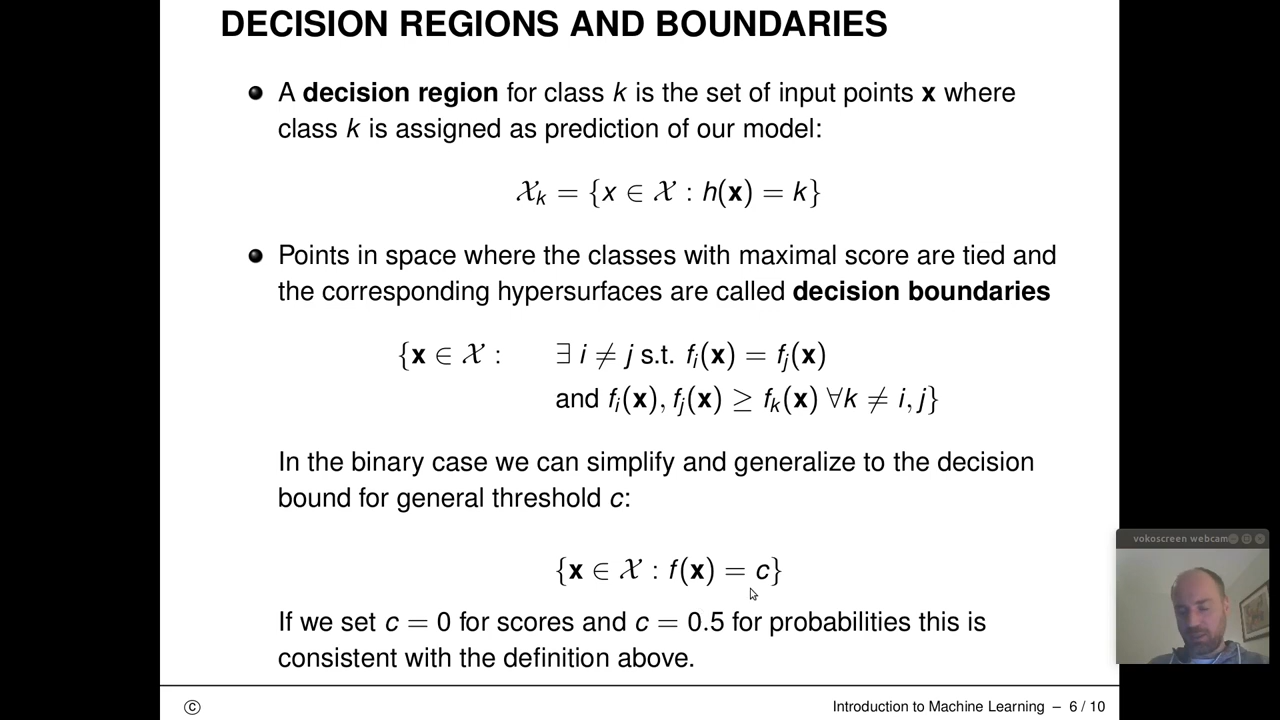 DECISION REGIONS AND BOUNDARIES
A decision region for class k is the set of input points x where
class k is assigned as prediction of our model:
𝒳ₖ = {x ∈ 𝒳 : h(x) = k}
Points in space where the classes with maximal score are tied and
the corresponding hypersurfaces are called decision boundaries
{x ∈ 𝒳 : ∃ i ≠ j s.t. fᵢ(x) = fⱼ(x)
and fᵢ(x), fⱼ(x) ≥ fₖ(x) ∀k ≠ i, j}
In the binary case we can simplify and generalize to the decision
bound for general threshold c:
{x ∈ 𝒳 : f(x) = c}
If we set c = 0 for scores and c = 0.5 for probabilities this is
consistent with the definition above.
vokoscreen webcam
© Introduction to Machine Learning – 6 / 10